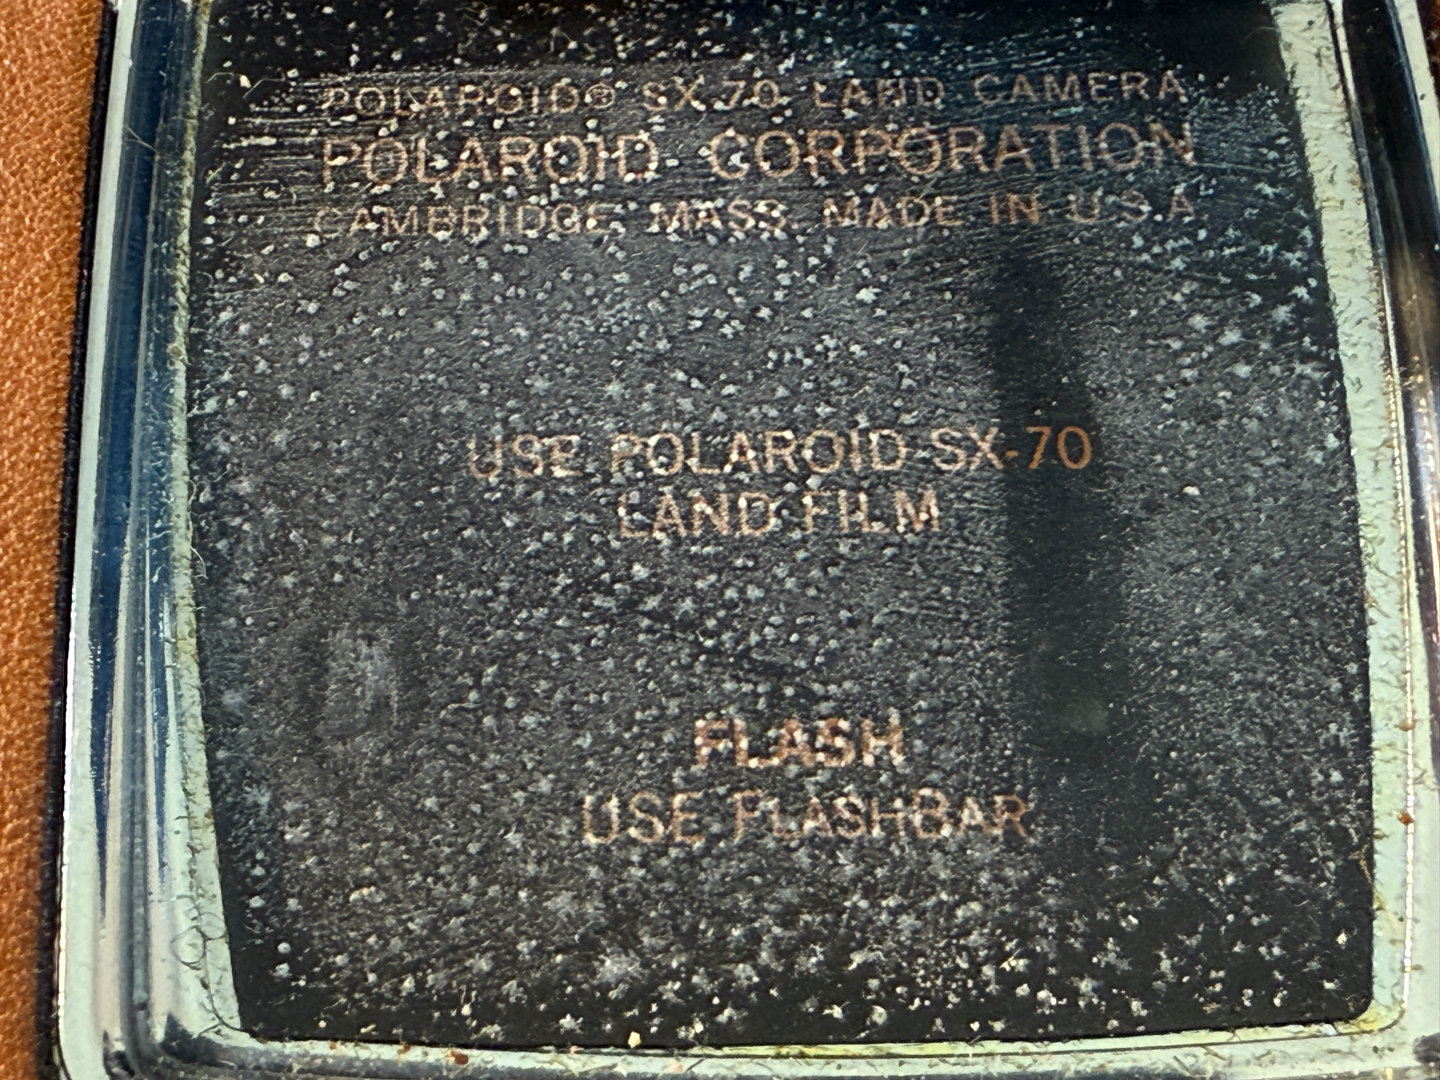 POLAROID® SX-70 LAND CAMERA
POLAROID CORPORATION
CAMBRIDGE, MASS. MADE IN U.S.A.
USE POLAROID SX-70
LAND FILM
FLASH
USE FLASHBAR